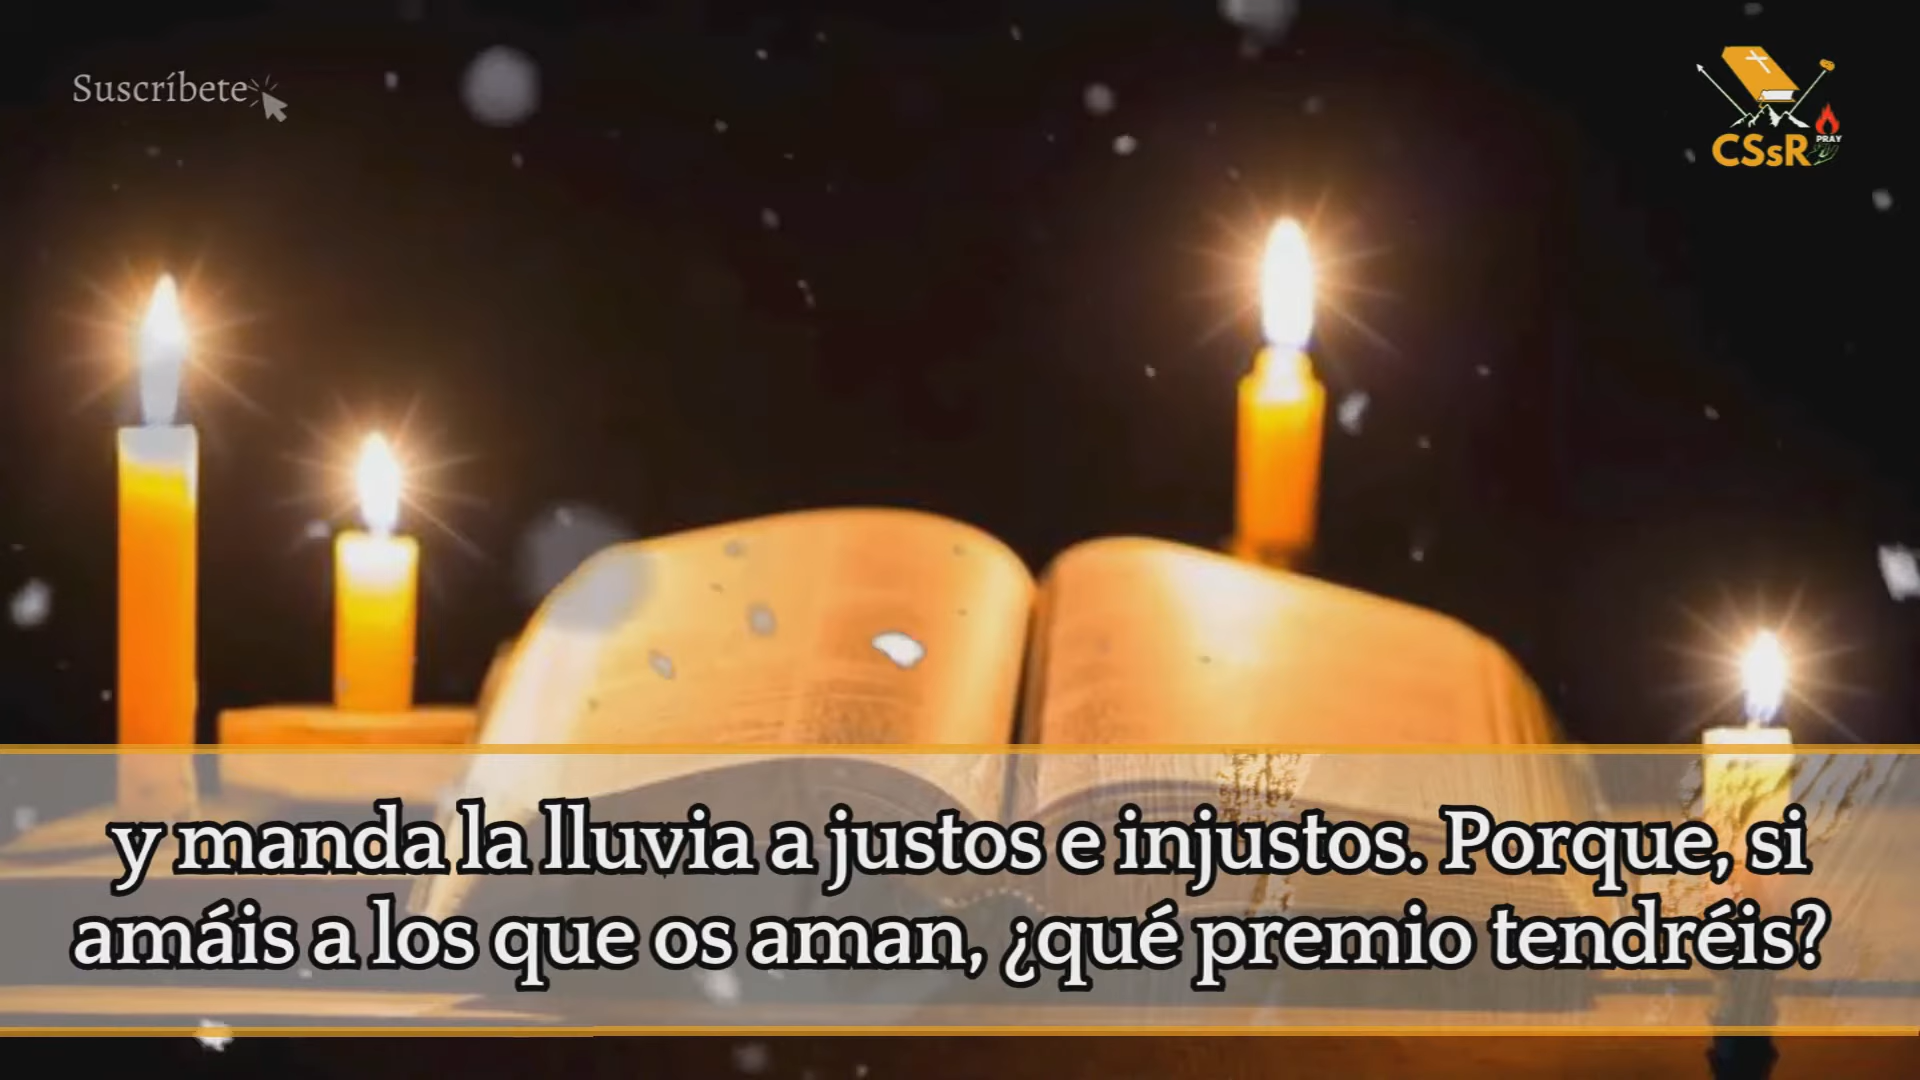 Suscríbete
CSsR
PRAY
y manda la lluvia a justos e injustos. Porque, si
amáis a los que os aman, ¿qué premio tendréis?